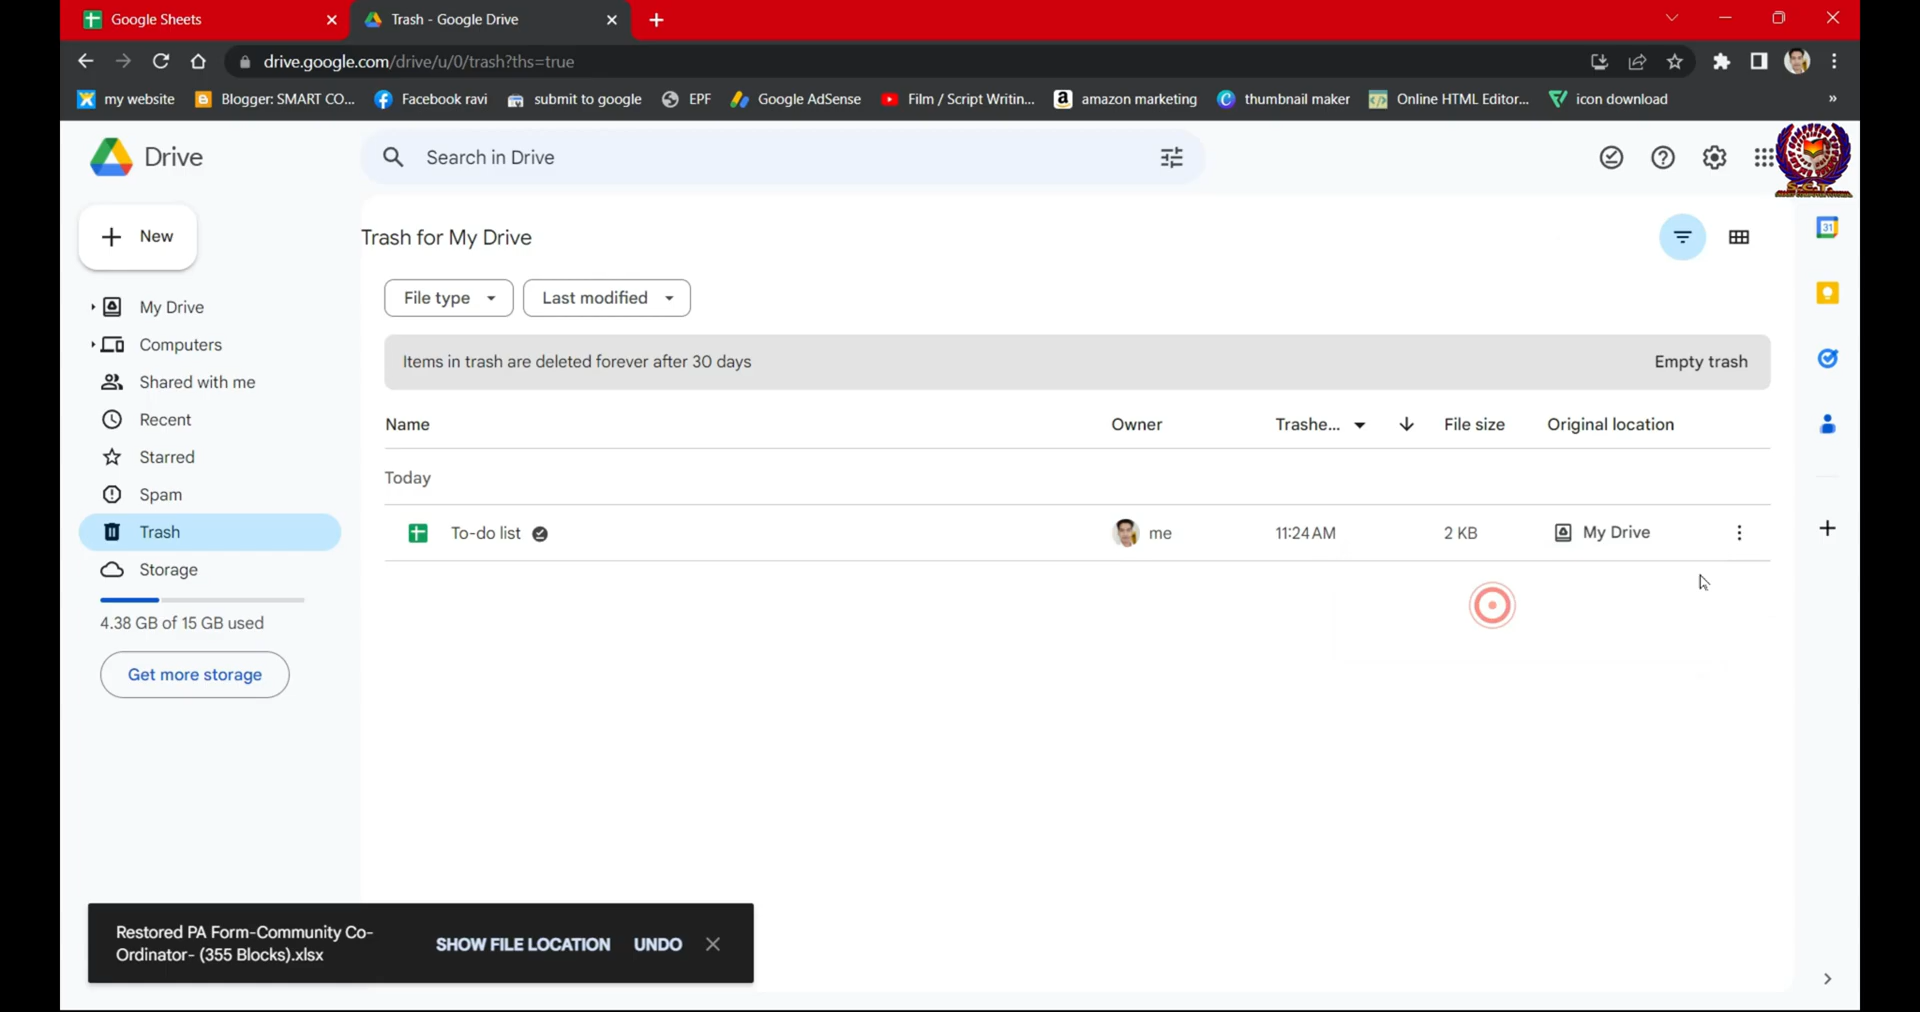 Google Sheets
Trash - Google Drive
drive.google.com/drive/u/0/trash?ths=true
my website
Blogger: SMART CO...
Facebook ravi
submit to google
EPF
Google AdSense
Film / Script Writin...
amazon marketing
thumbnail maker
Online HTML Editor...
icon download
»
Drive
Search in Drive
S.C.T.
New
Trash for My Drive
31
File type
Last modified
My Drive
Computers
Shared with me
Recent
Starred
Spam
Trash
Storage
4.38 GB of 15 GB used
Get more storage
Items in trash are deleted forever after 30 days
Empty trash
Name
Owner
Trashe...
File size
Original location
Today
To-do list
me
11:24 AM
2 KB
My Drive
Restored PA Form-Community Co-
Ordinator- (355 Blocks).xlsx
SHOW FILE LOCATION
UNDO